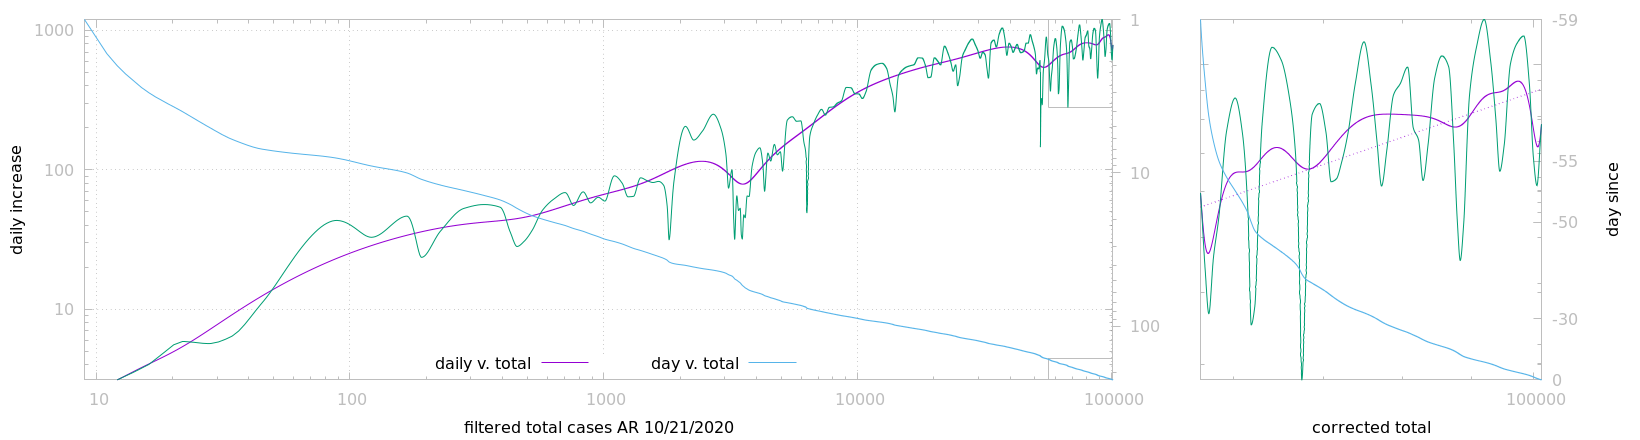 1000
100
10
daily increase
10
100
1000
10000
100000
1
10
100
daily v. total
day v. total
filtered total cases AR 10/21/2020
-59
-55
-50
-30
0
day since
100000
corrected total